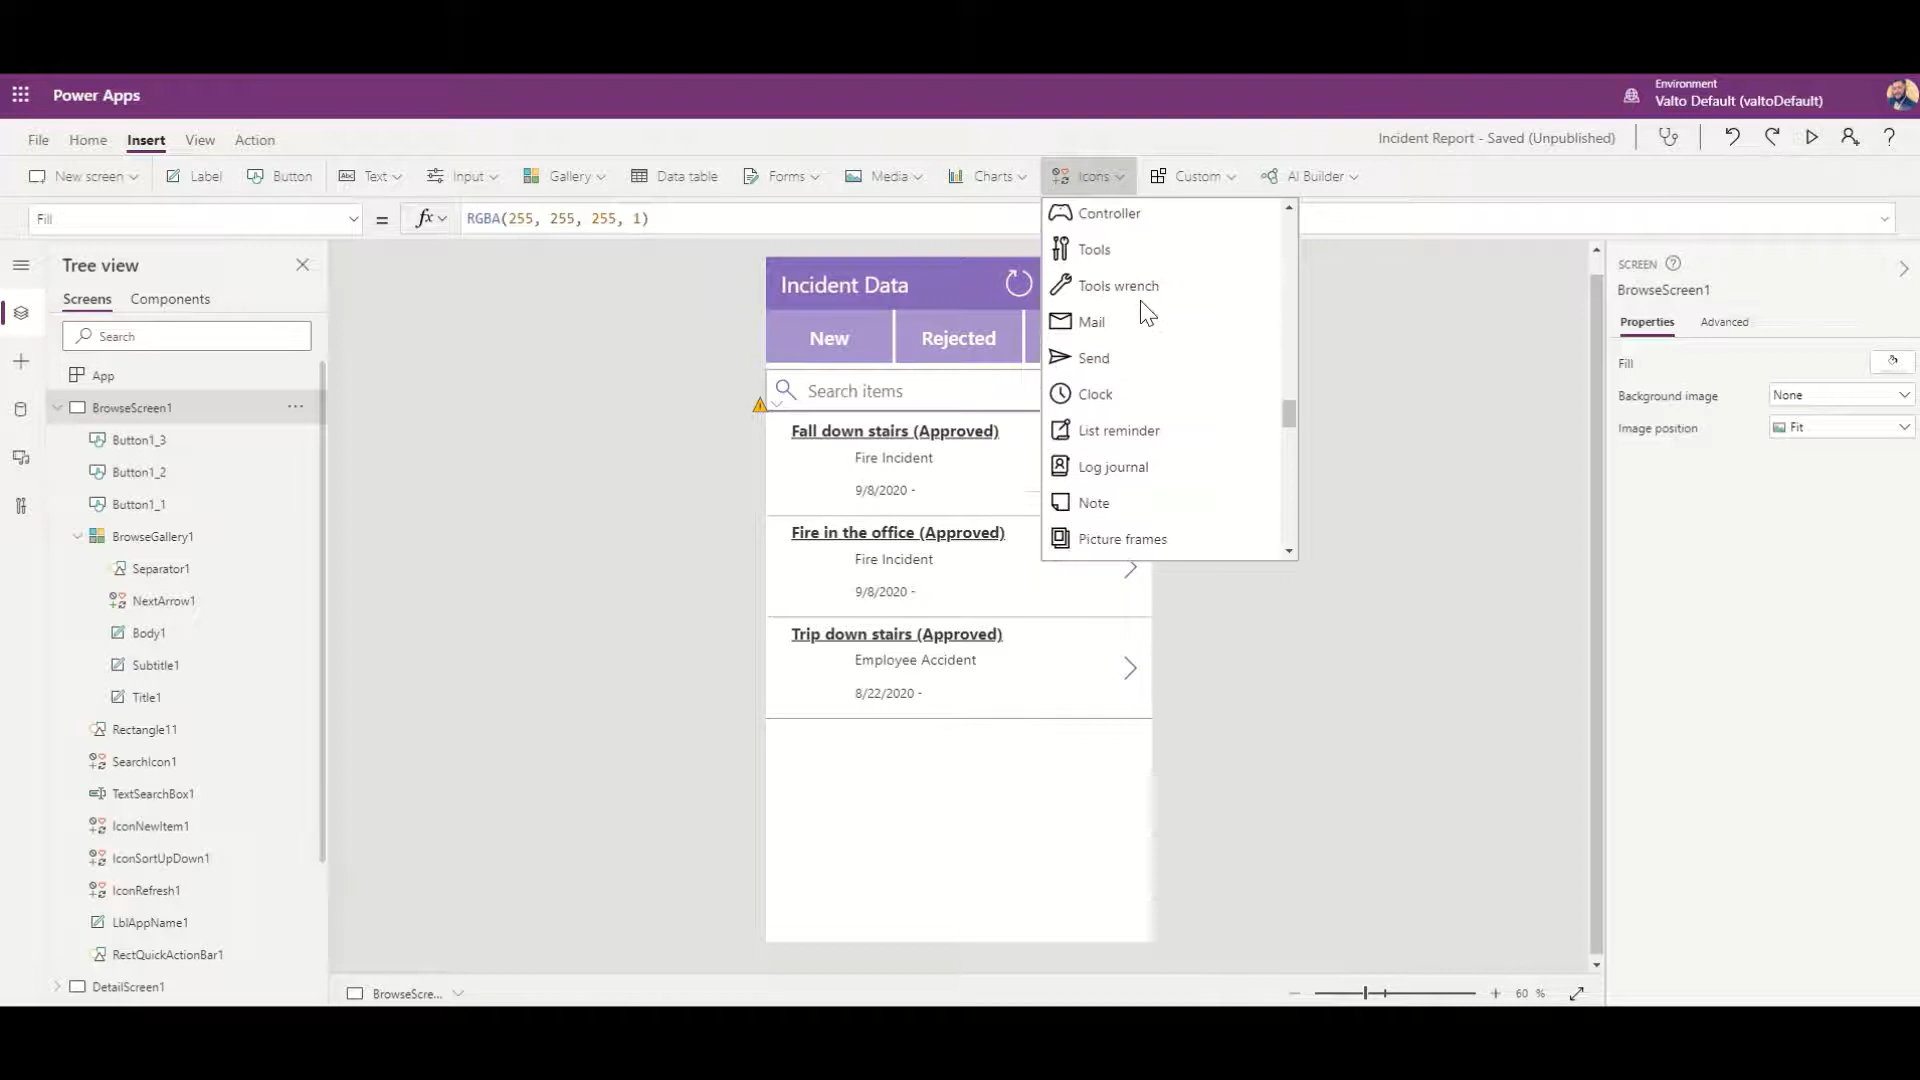 Power Apps
Environment
Valto Default (valtoDefault)
File Home Insert View Action
Incident Report - Saved (Unpublished)
New screen Label Button Text Input Gallery Data table Forms Media Charts Icons Custom AI Builder
Fill = fx RGBA(255, 255, 255, 1)
Tree view
Screens Components
Search
App
BrowseScreen1
Button1_3
Button1_2
Button1_1
BrowseGallery1
Separator1
NextArrow1
Body1
Subtitle1
Title1
Rectangle11
SearchIcon1
TextSearchBox1
IconNewItem1
IconSortUpDown1
IconRefresh1
LblAppName1
RectQuickActionBar1
DetailScreen1
Incident Data
New Rejected
Search items
Fall down stairs (Approved)
Fire Incident
9/8/2020 -
Fire in the office (Approved)
Fire Incident
9/8/2020 -
Trip down stairs (Approved)
Employee Accident
8/22/2020 -
Controller
Tools
Tools wrench
Mail
Send
Clock
List reminder
Log journal
Note
Picture frames
SCREEN
BrowseScreen1
Properties Advanced
Fill
Background image None
Image position Fit
BrowseScre...
60 %